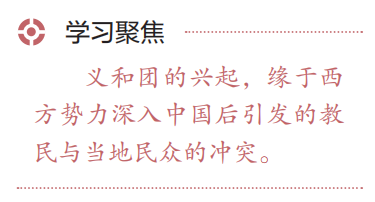 学习聚焦
义和团的兴起，缘于西
方势力深入中国后引发的教
民与当地民众的冲突。